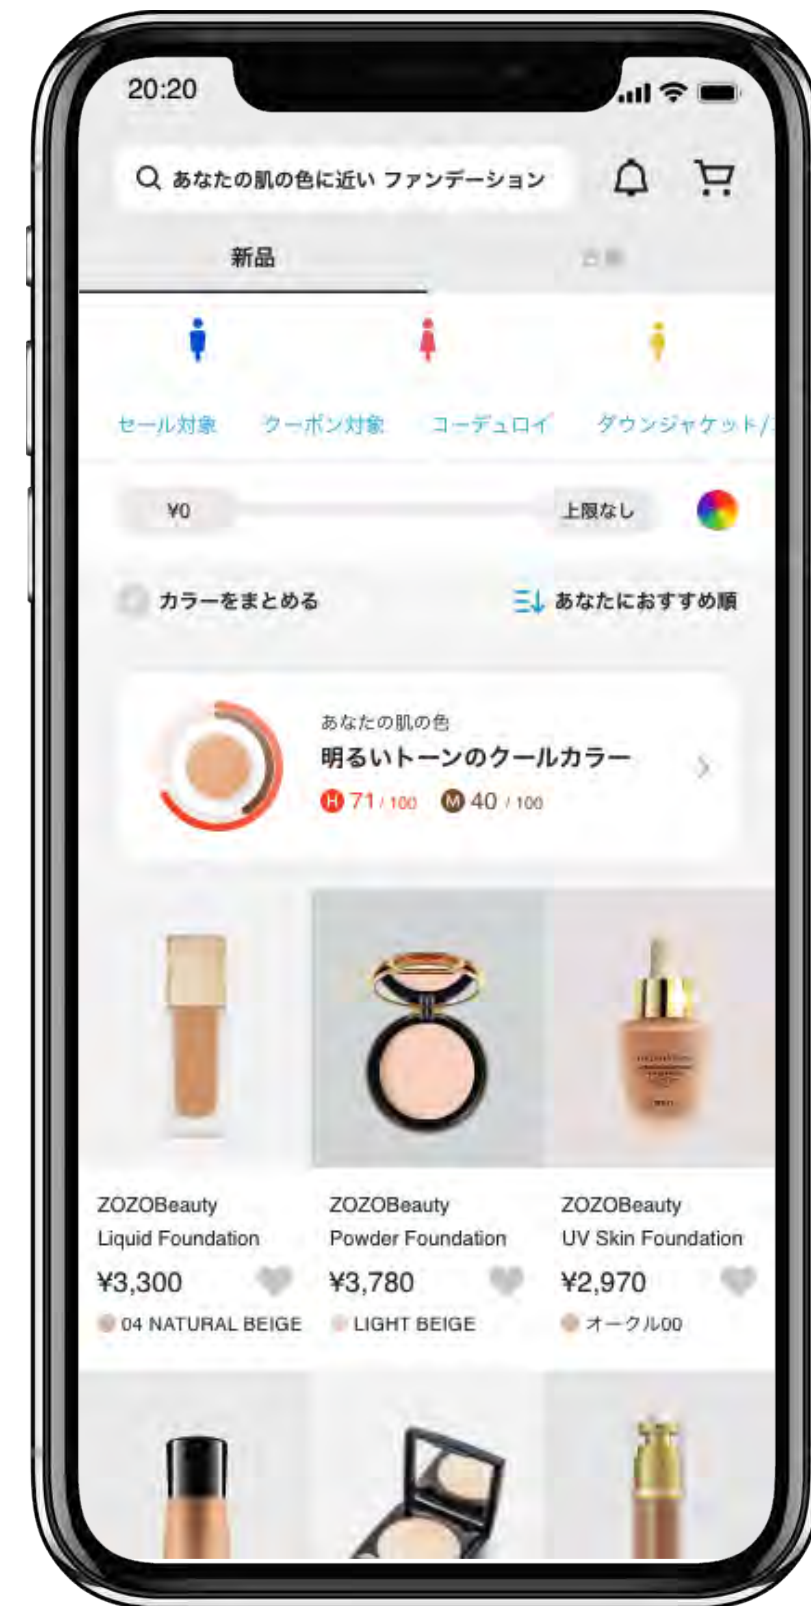 20:20
あなたの肌の色に近い ファンデーション
新品
セール対象 クーポン対象 コーデュロイ ダウンジャケット/
¥0 上限なし
カラーをまとめる あなたにおすすめ順
あなたの肌の色
明るいトーンのクールカラー
H 71 / 100 M 40 / 100
ZOZOBeauty ZOZOBeauty ZOZOBeauty
Liquid Foundation Powder Foundation UV Skin Foundation
¥3,300 ¥3,780 ¥2,970
04 NATURAL BEIGE LIGHT BEIGE オークル00